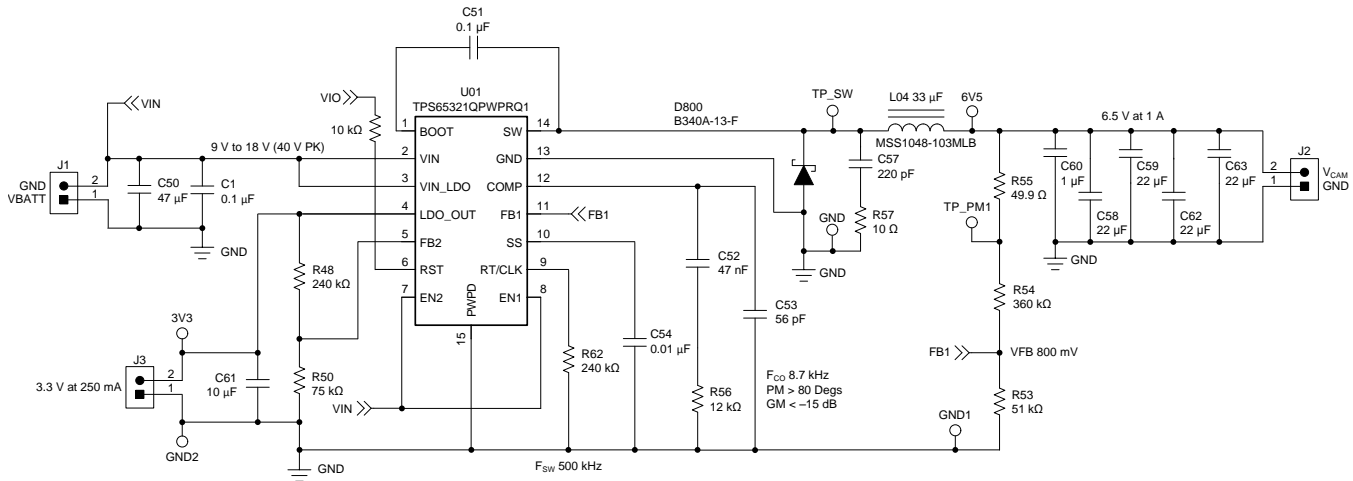 C51
0.1 µF
U01
TPS65321QPWPRQ1
VIN
VIO
10 kΩ
1 BOOT SW 14
2 VIN GND 13
3 VIN_LDO COMP 12
4 LDO_OUT FB1 11
5 FB2 SS 10
6 RST RT/CLK 9
7 EN2 EN1 8
PWPD
15
9 V to 18 V (40 V PK)
J1
GND 2
VBATT 1
C50
47 µF
C1
0.1 µF
GND
R48
240 kΩ
R50
75 kΩ
3V3
J3
3.3 V at 250 mA
2
1
C61
10 µF
GND2
GND
VIN
FB1
D800
B340A-13-F
TP_SW
L04 33 µF
MSS1048-103MLB
6V5
6.5 V at 1 A
C57
220 pF
R57
10 Ω
GND
GND
R55
49.9 Ω
TP_PM1
R54
360 kΩ
FB1
VFB 800 mV
R53
51 kΩ
C60
1 µF
C58
22 µF
C59
22 µF
C62
22 µF
C63
22 µF
GND
J2
2 VCAM
1 GND
C52
47 nF
C53
56 pF
C54
0.01 µF
R62
240 kΩ
R56
12 kΩ
FCO 8.7 kHz
PM > 80 Degs
GM < –15 dB
GND1
FSW 500 kHz